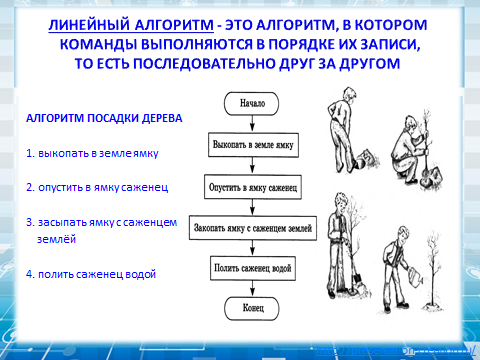 ЛИНЕЙНЫЙ АЛГОРИТМ - ЭТО АЛГОРИТМ, В КОТОРОМ
КОМАНДЫ ВЫПОЛНЯЮТСЯ В ПОРЯДКЕ ИХ ЗАПИСИ,
ТО ЕСТЬ ПОСЛЕДОВАТЕЛЬНО ДРУГ ЗА ДРУГОМ
АЛГОРИТМ ПОСАДКИ ДЕРЕВА
1. выкопать в земле ямку
2. опустить в ямку саженец
3. засыпать ямку с саженцем
землёй
4. полить саженец водой
Начало
Выкопать в земле ямку
Опустить в ямку саженец
Закопать ямку с саженцем землей
Полить саженец водой
Конец